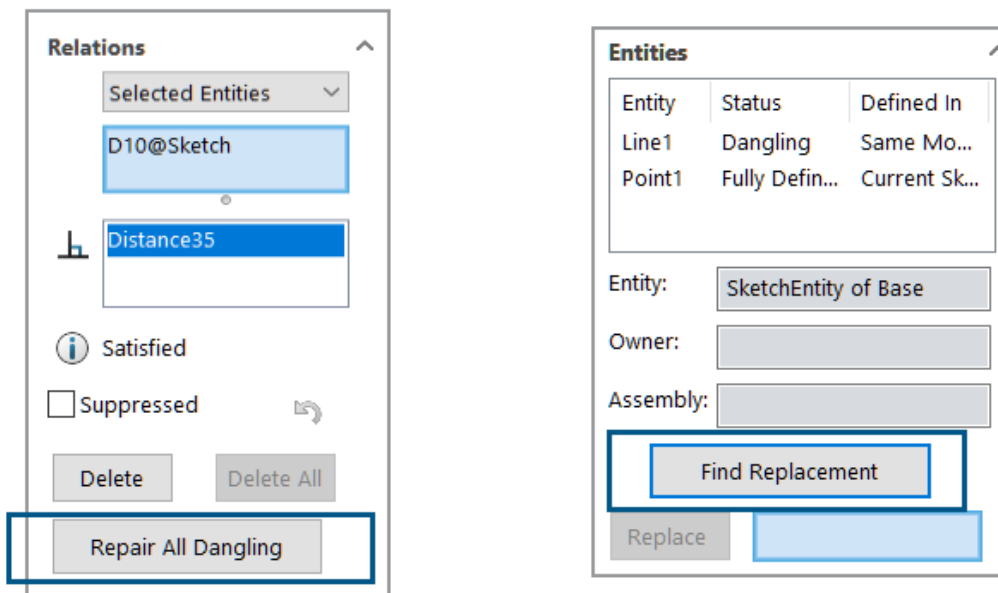 Relations
Selected Entities
D10@Sketch
Distance35
Satisfied
Suppressed
Delete Delete All
Repair All Dangling
Entities
Entity Status Defined In
Line1 Dangling Same Mo...
Point1 Fully Defin... Current Sk...
Entity: SketchEntity of Base
Owner:
Assembly:
Find Replacement
Replace